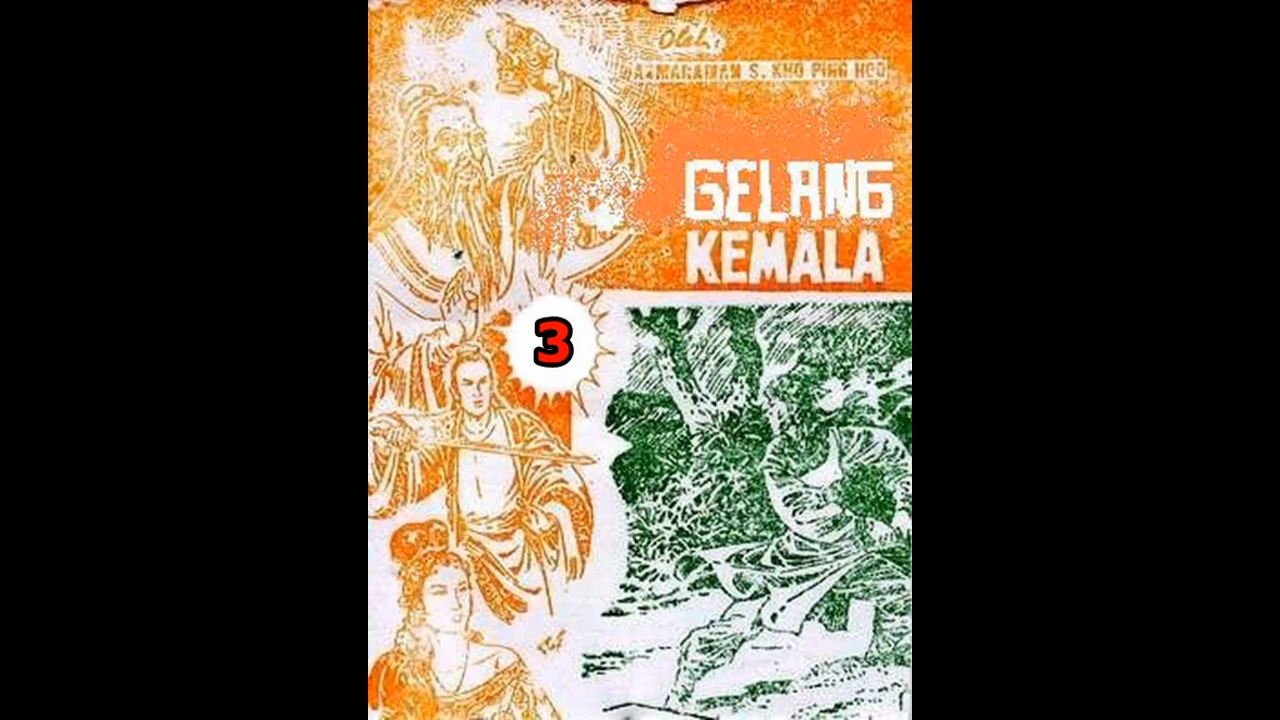 Oleh:
ASMARAMAN S. KHO PING HOO
GELANG
KEMALA
3